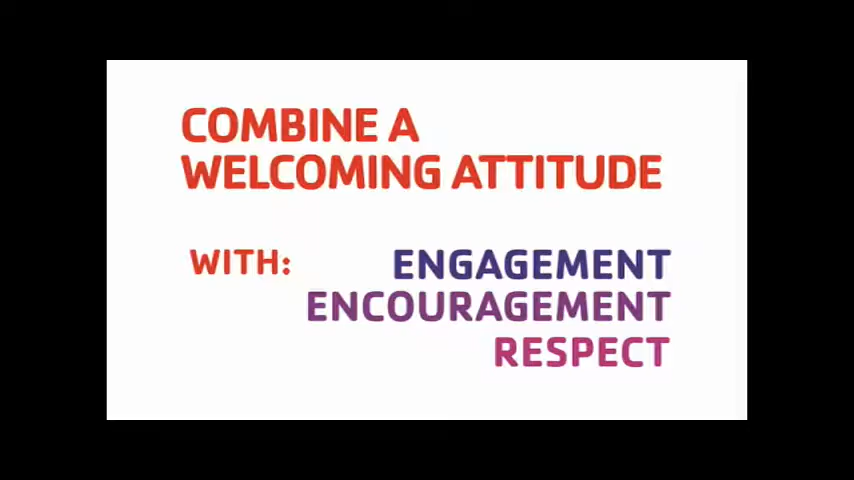 COMBINE A
WELCOMING ATTITUDE
WITH: ENGAGEMENT
ENCOURAGEMENT
RESPECT